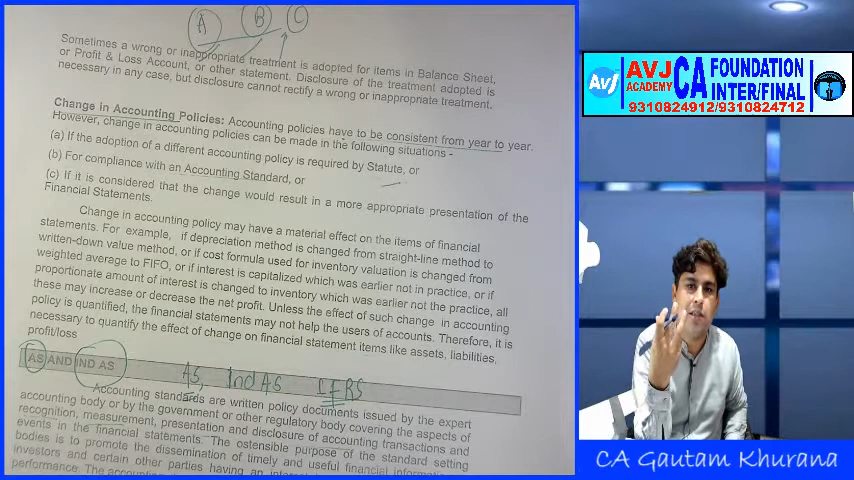 A B C
Sometimes a wrong or inappropriate treatment is adopted for items in Balance Sheet,
or Profit & Loss Account, or other statement. Disclosure of the treatment adopted is
necessary in any case, but disclosure cannot rectify a wrong or inappropriate treatment.
Change in Accounting Policies: Accounting policies have to be consistent from year to year.
However, change in accounting policies can be made in the following situations -
(a) If the adoption of a different accounting policy is required by Statute, or
(b) For compliance with an Accounting Standard, or
(c) If it is considered that the change would result in a more appropriate presentation of the
Financial Statements.
Change in accounting policy may have a material effect on the items of financial
statements. For example, if depreciation method is changed from straight-line method to
written-down value method, or if cost formula used for inventory valuation is changed from
weighted average to FIFO, or if interest is capitalized which was earlier not in practice, or if
proportionate amount of interest is changed to inventory which was earlier not the practice, all
these may increase or decrease the net profit. Unless the effect of such change in accounting
policy is quantified, the financial statements may not help the users of accounts. Therefore, it is
necessary to quantify the effect of change on financial statement items like assets, liabilities,
profit/loss
AS AND IND AS
AS, Ind AS IFRS
Accounting standards are written policy documents issued by the expert
accounting body or by the government or other regulatory body covering the aspects of
recognition, measurement, presentation and disclosure of accounting transactions and
events in the financial statements. The ostensible purpose of the standard setting
bodies is to promote the dissemination of timely and useful financial information
investors and certain other parties having an
performance. The
AVJ
AVJ
ACADEMY
CA
FOUNDATION
INTER/FINAL
9310824912/9310824712
CA Gautam Khurana